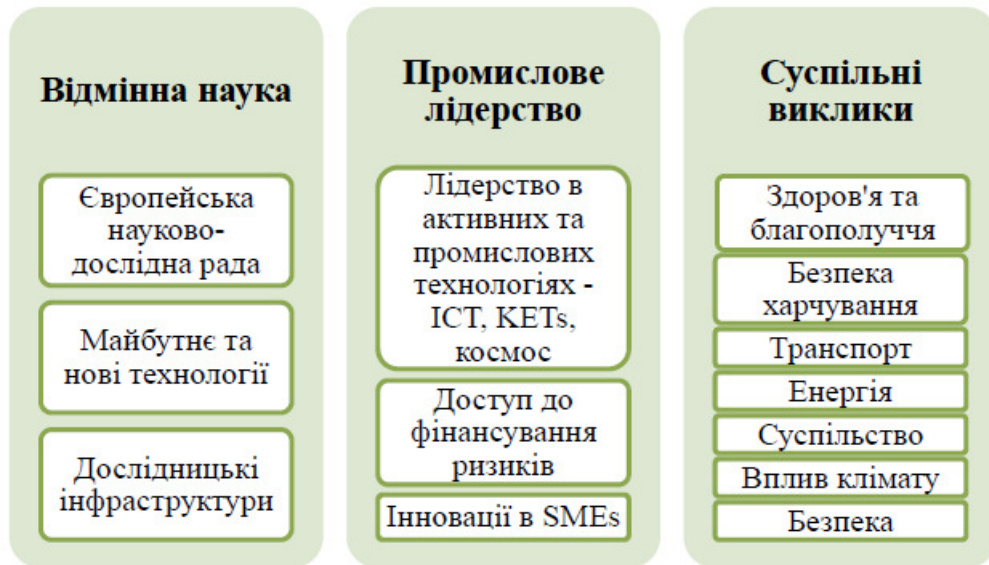 Відмінна наука
Європейська
науково-
дослідна рада
Майбутнє та
нові технології
Дослідницькі
інфраструктури
Промислове
лідерство
Лідерство в
активних та
промислових
технологіях -
ICT, KETs,
космос
Доступ до
фінансування
ризиків
Інновації в SMEs
Суспільні
виклики
Здоров'я та
благополуччя
Безпека
харчування
Транспорт
Енергія
Суспільство
Вплив клімату
Безпека